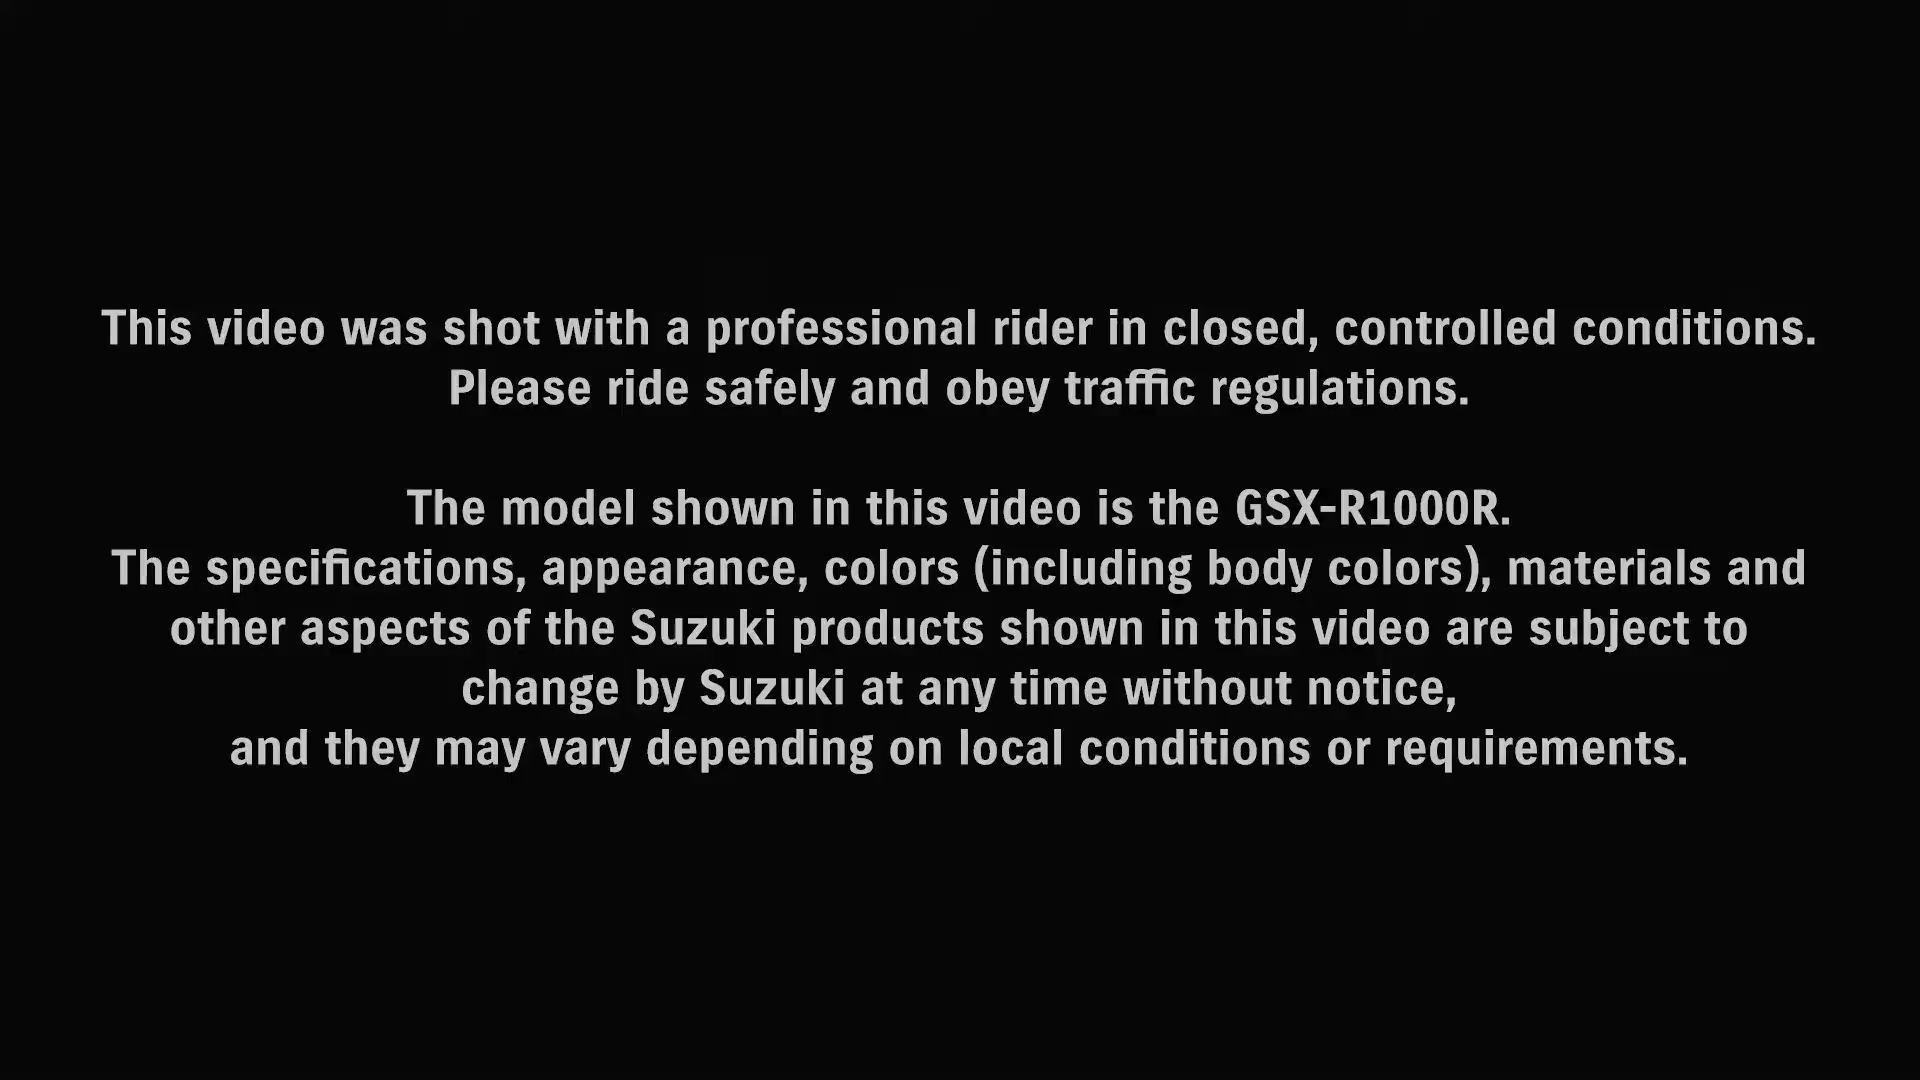 This video was shot with a professional rider in closed, controlled conditions.
Please ride safely and obey traffic regulations.
The model shown in this video is the GSX-R1000R.
The specifications, appearance, colors (including body colors), materials and
other aspects of the Suzuki products shown in this video are subject to
change by Suzuki at any time without notice,
and they may vary depending on local conditions or requirements.